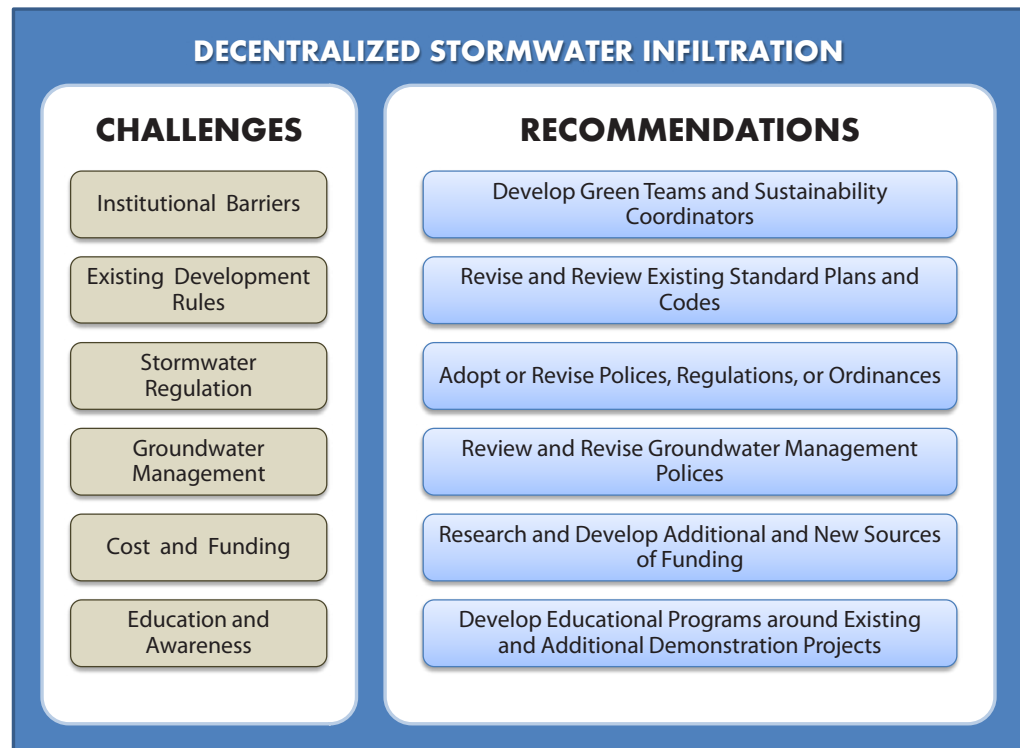 DECENTRALIZED STORMWATER INFILTRATION
CHALLENGES
Institutional Barriers
Existing Development
Rules
Stormwater
Regulation
Groundwater
Management
Cost and Funding
Education and
Awareness
RECOMMENDATIONS
Develop Green Teams and Sustainability
Coordinators
Revise and Review Existing Standard Plans and
Codes
Adopt or Revise Polices, Regulations, or Ordinances
Review and Revise Groundwater Management
Polices
Research and Develop Additional and New Sources
of Funding
Develop Educational Programs around Existing
and Additional Demonstration Projects